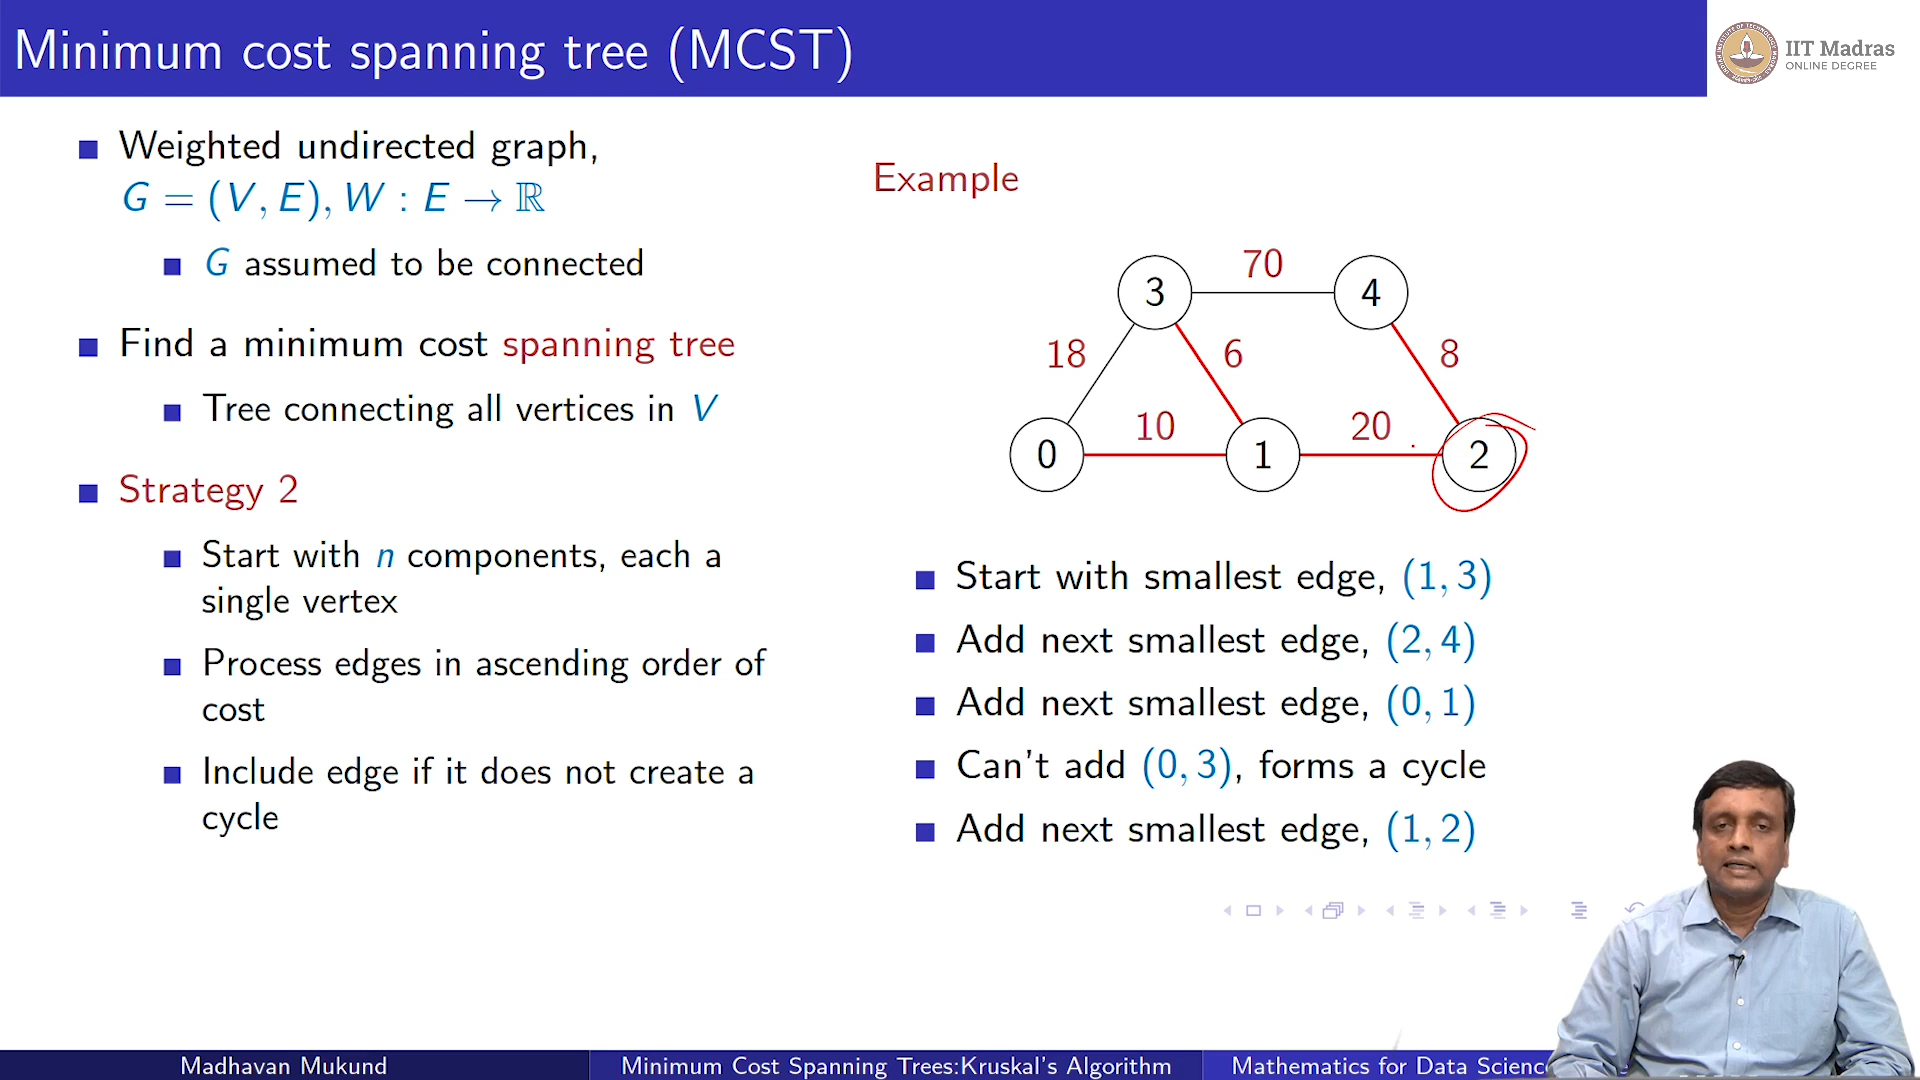 Minimum cost spanning tree (MCST)
IIT Madras
ONLINE DEGREE
Weighted undirected graph,
G = (V, E), W : E → ℝ
G assumed to be connected
Find a minimum cost spanning tree
Tree connecting all vertices in V
Strategy 2
Start with n components, each a
single vertex
Process edges in ascending order of
cost
Include edge if it does not create a
cycle
Example
70
3
4
18
6
8
10
20
0
1
2
Start with smallest edge, (1, 3)
Add next smallest edge, (2, 4)
Add next smallest edge, (0, 1)
Can't add (0, 3), forms a cycle
Add next smallest edge, (1, 2)
Madhavan Mukund
Minimum Cost Spanning Trees:Kruskal's Algorithm
Mathematics for Data Scienc